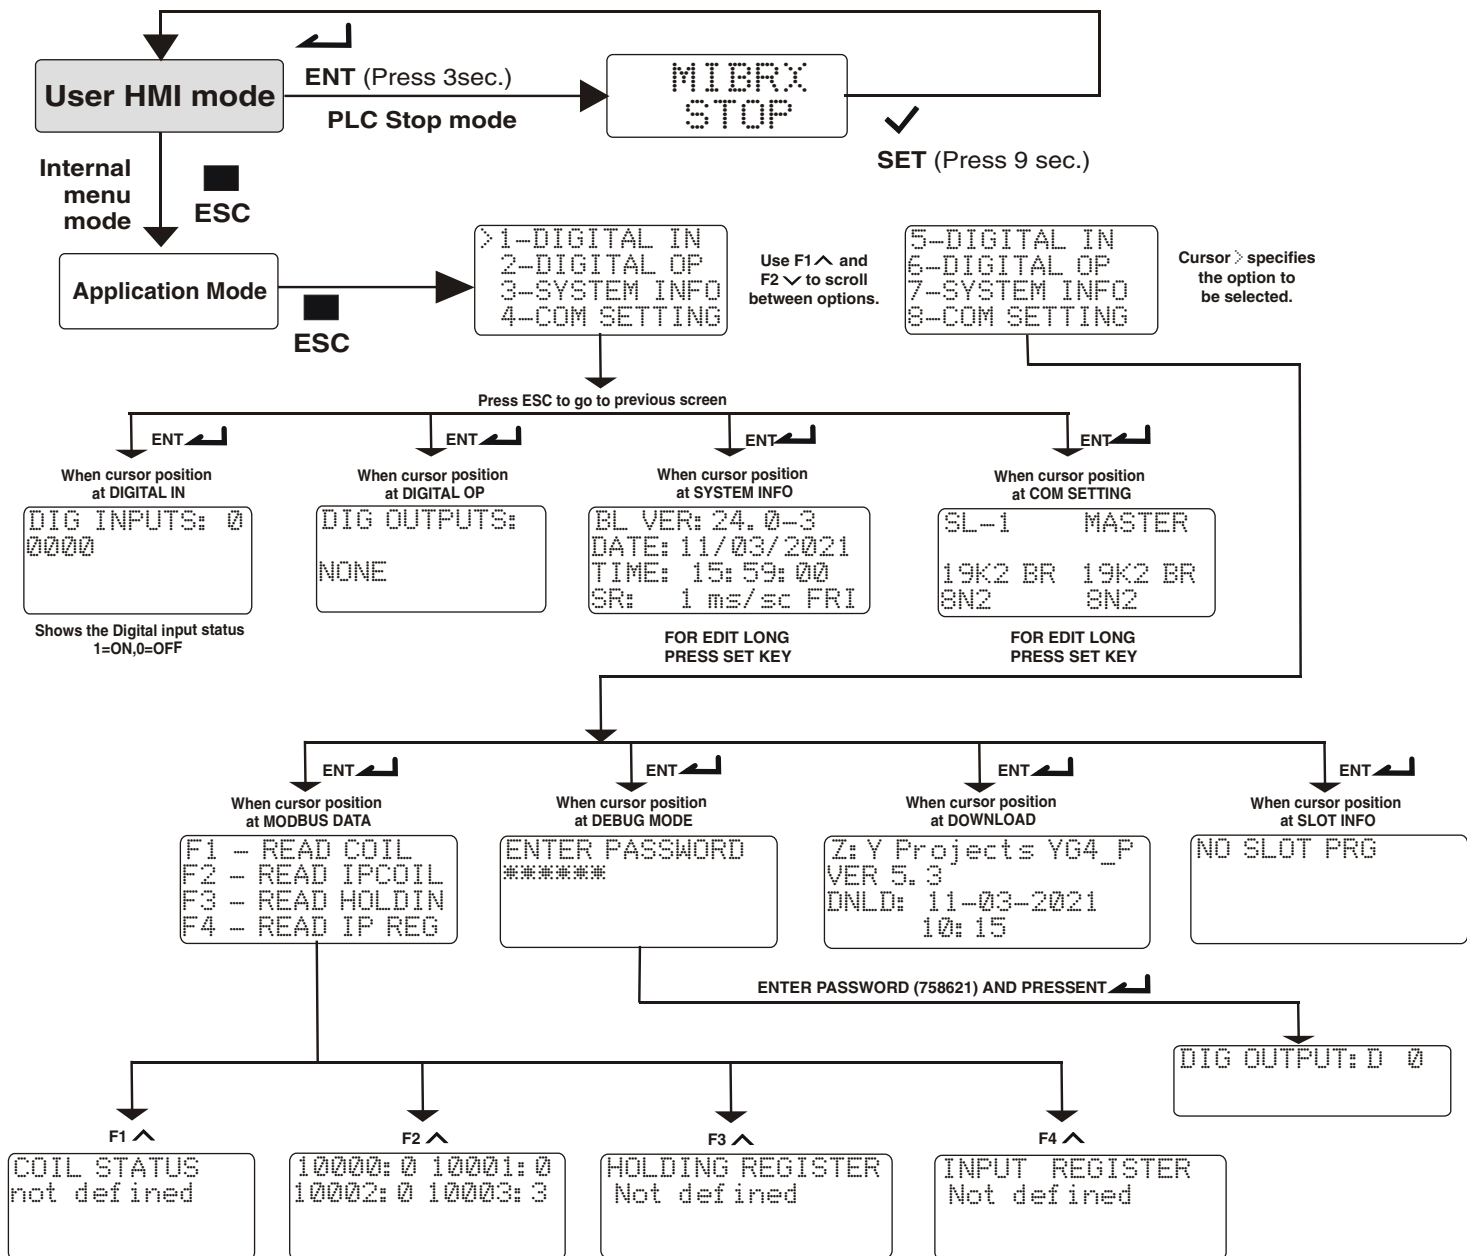 User HMI mode
ENT (Press 3sec.)
PLC Stop mode
MIBRX
STOP
SET (Press 9 sec.)
Internal
menu
mode
ESC
Application Mode
ESC
>1-DIGITAL IN
2-DIGITAL OP
3-SYSTEM INFO
4-COM SETTING
Use F1 and
F2 to scroll
between options.
5-DIGITAL IN
6-DIGITAL OP
7-SYSTEM INFO
8-COM SETTING
Cursor > specifies
the option to
be selected.
Press ESC to go to previous screen
ENT
When cursor position
at DIGITAL IN
DIG INPUTS: 0
0000
Shows the Digital input status
1=ON,0=OFF
ENT
When cursor position
at DIGITAL OP
DIG OUTPUTS:
NONE
ENT
When cursor position
at SYSTEM INFO
BL VER: 24.0-3
DATE: 11/03/2021
TIME: 15:59:00
SR: 1 ms/sc FRI
FOR EDIT LONG
PRESS SET KEY
ENT
When cursor position
at COM SETTING
SL-1 MASTER
19K2 BR 19K2 BR
8N2 8N2
FOR EDIT LONG
PRESS SET KEY
ENT
When cursor position
at MODBUS DATA
F1 - READ COIL
F2 - READ IPCOIL
F3 - READ HOLDIN
F4 - READ IP REG
ENT
When cursor position
at DEBUG MODE
ENTER PASSWORD
******
ENT
When cursor position
at DOWNLOAD
Z:Y Projects YG4_P
VER 5.3
DNLD: 11-03-2021
10:15
ENT
When cursor position
at SLOT INFO
NO SLOT PRG
ENTER PASSWORD (758621) AND PRESSENT
DIG OUTPUT:D 0
F1
COIL STATUS
not defined
F2
10000:0 10001:0
10002:0 10003:3
F3
HOLDING REGISTER
Not defined
F4
INPUT REGISTER
Not defined